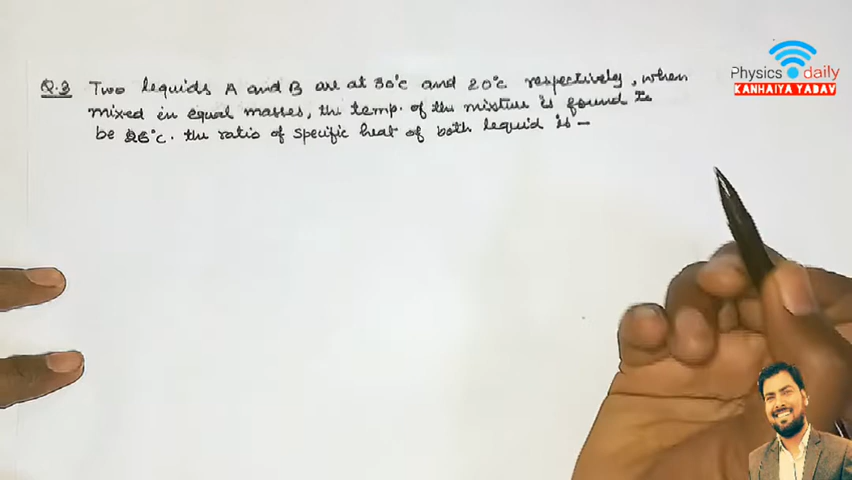 Physics daily
KANHAIYA YADAV
Q.3 Two liquids A and B are at 30°C and 20°C respectively, when
mixed in equal masses, the temp. of the mixture is found to
be 26°C. the ratio of specific heat of both liquid is -